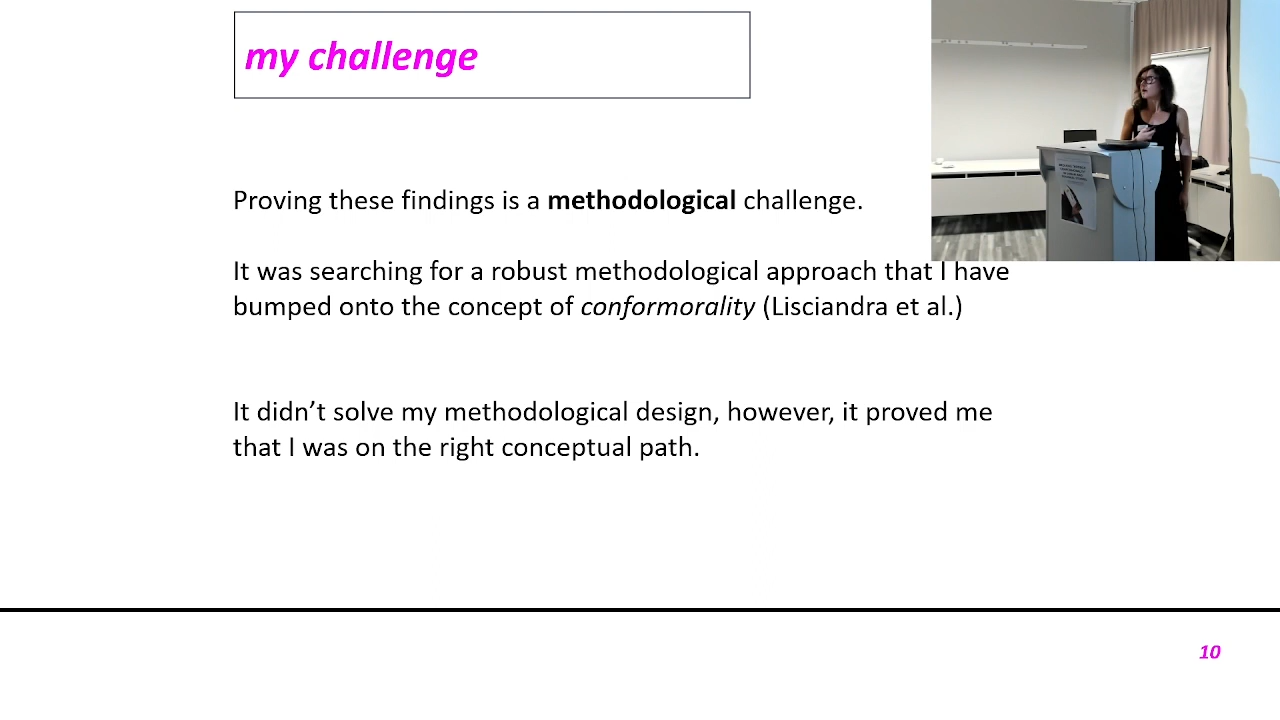 my challenge
Proving these findings is a methodological challenge.
It was searching for a robust methodological approach that I have
bumped onto the concept of conformorality (Lisciandra et al.)
It didn’t solve my methodological design, however, it proved me
that I was on the right conceptual path.
10